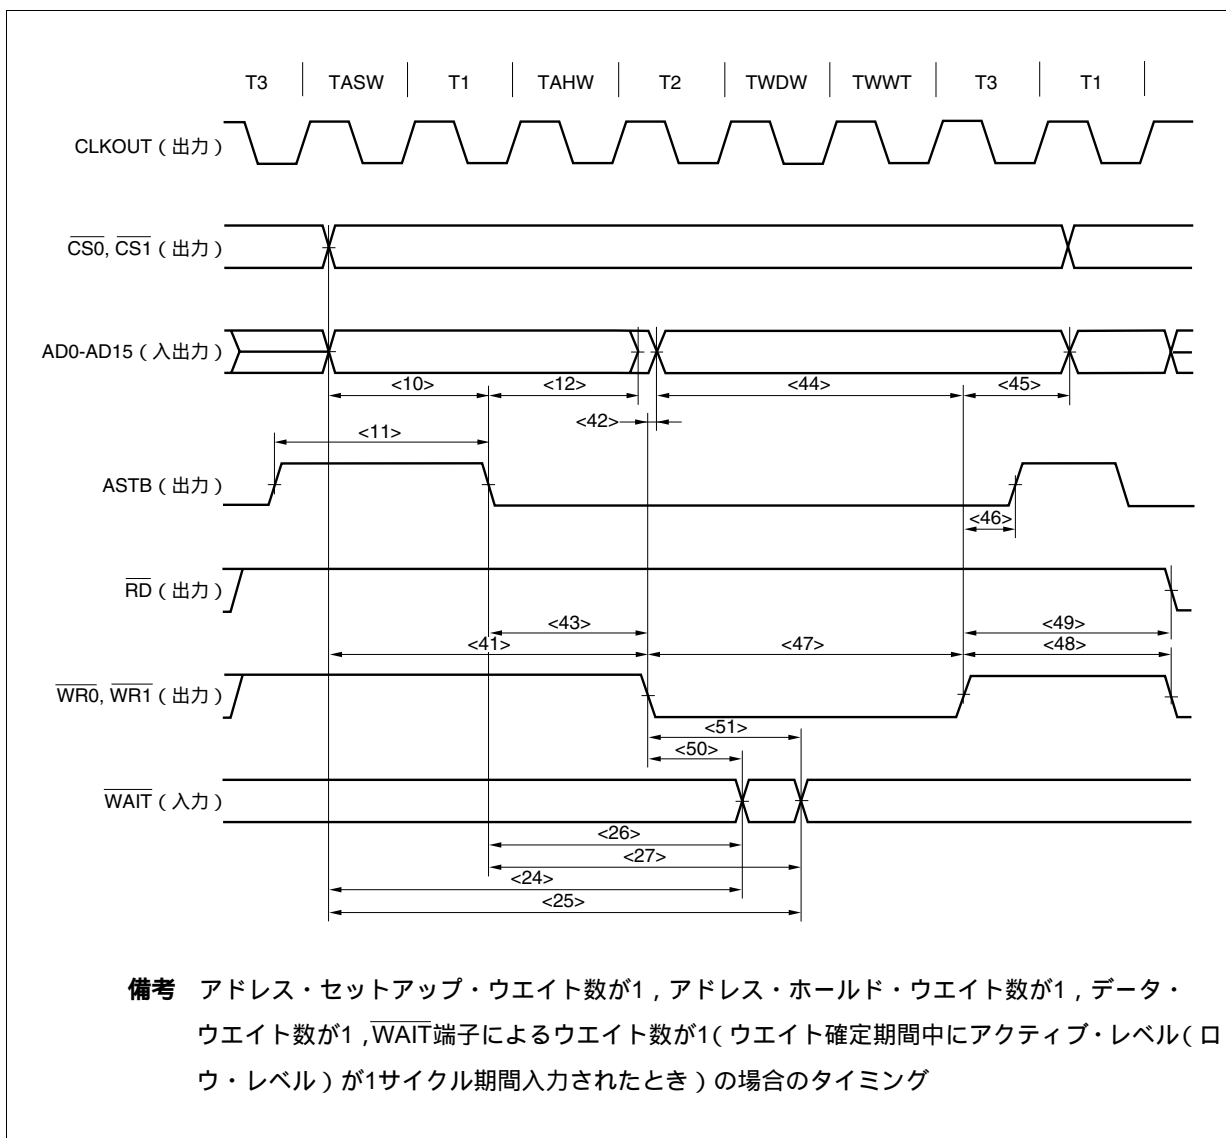 T3 TASW T1 TAHW T2 TWDW TWWT T3 T1
CLKOUT(出力)
CS0, CS1(出力)
AD0-AD15(入出力)
<10> <12> <44> <45>
<42>
<11>
ASTB(出力)
<46>
RD(出力)
<43> <49>
<41> <47> <48>
WR0, WR1(出力)
<51>
<50>
WAIT(入力)
<26>
<27>
<24>
<25>
備考 アドレス・セットアップ・ウエイト数が1,アドレス・ホールド・ウエイト数が1,データ・
ウエイト数が1,WAIT端子によるウエイト数が1(ウエイト確定期間中にアクティブ・レベル(ロ
ウ・レベル)が1サイクル期間入力されたとき)の場合のタイミング